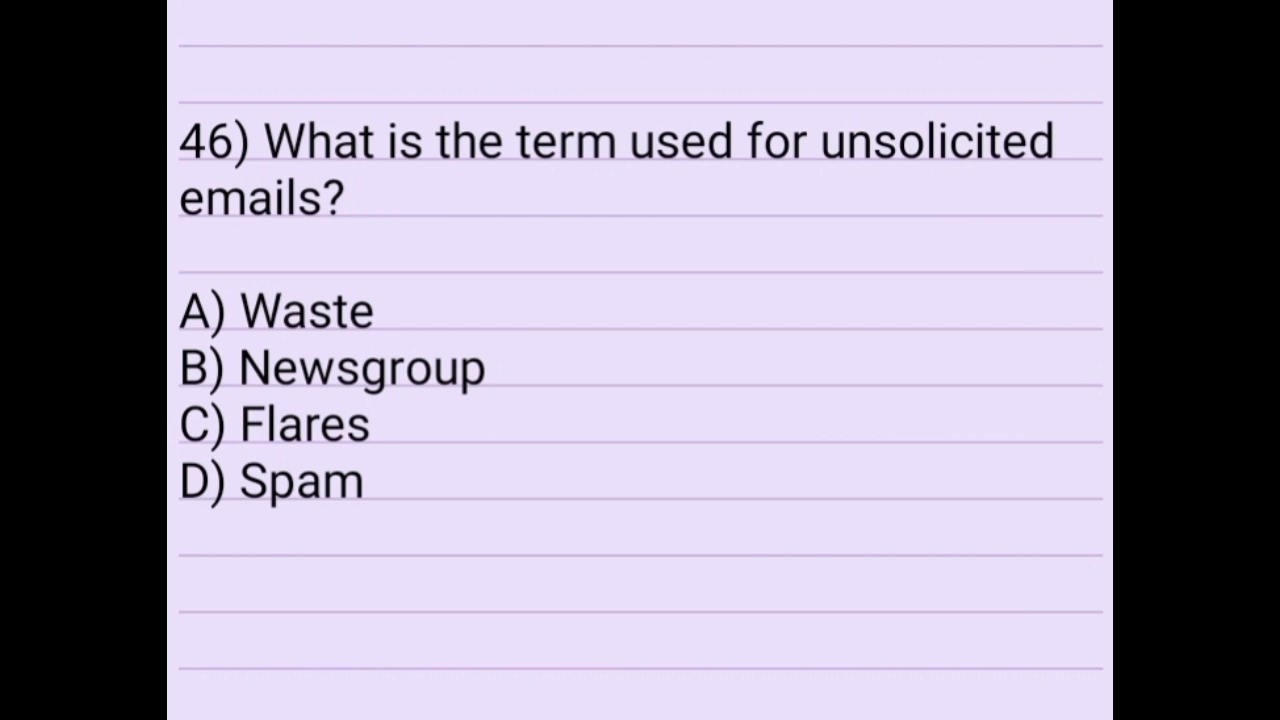 46) What is the term used for unsolicited
emails?
A) Waste
B) Newsgroup
C) Flares
D) Spam